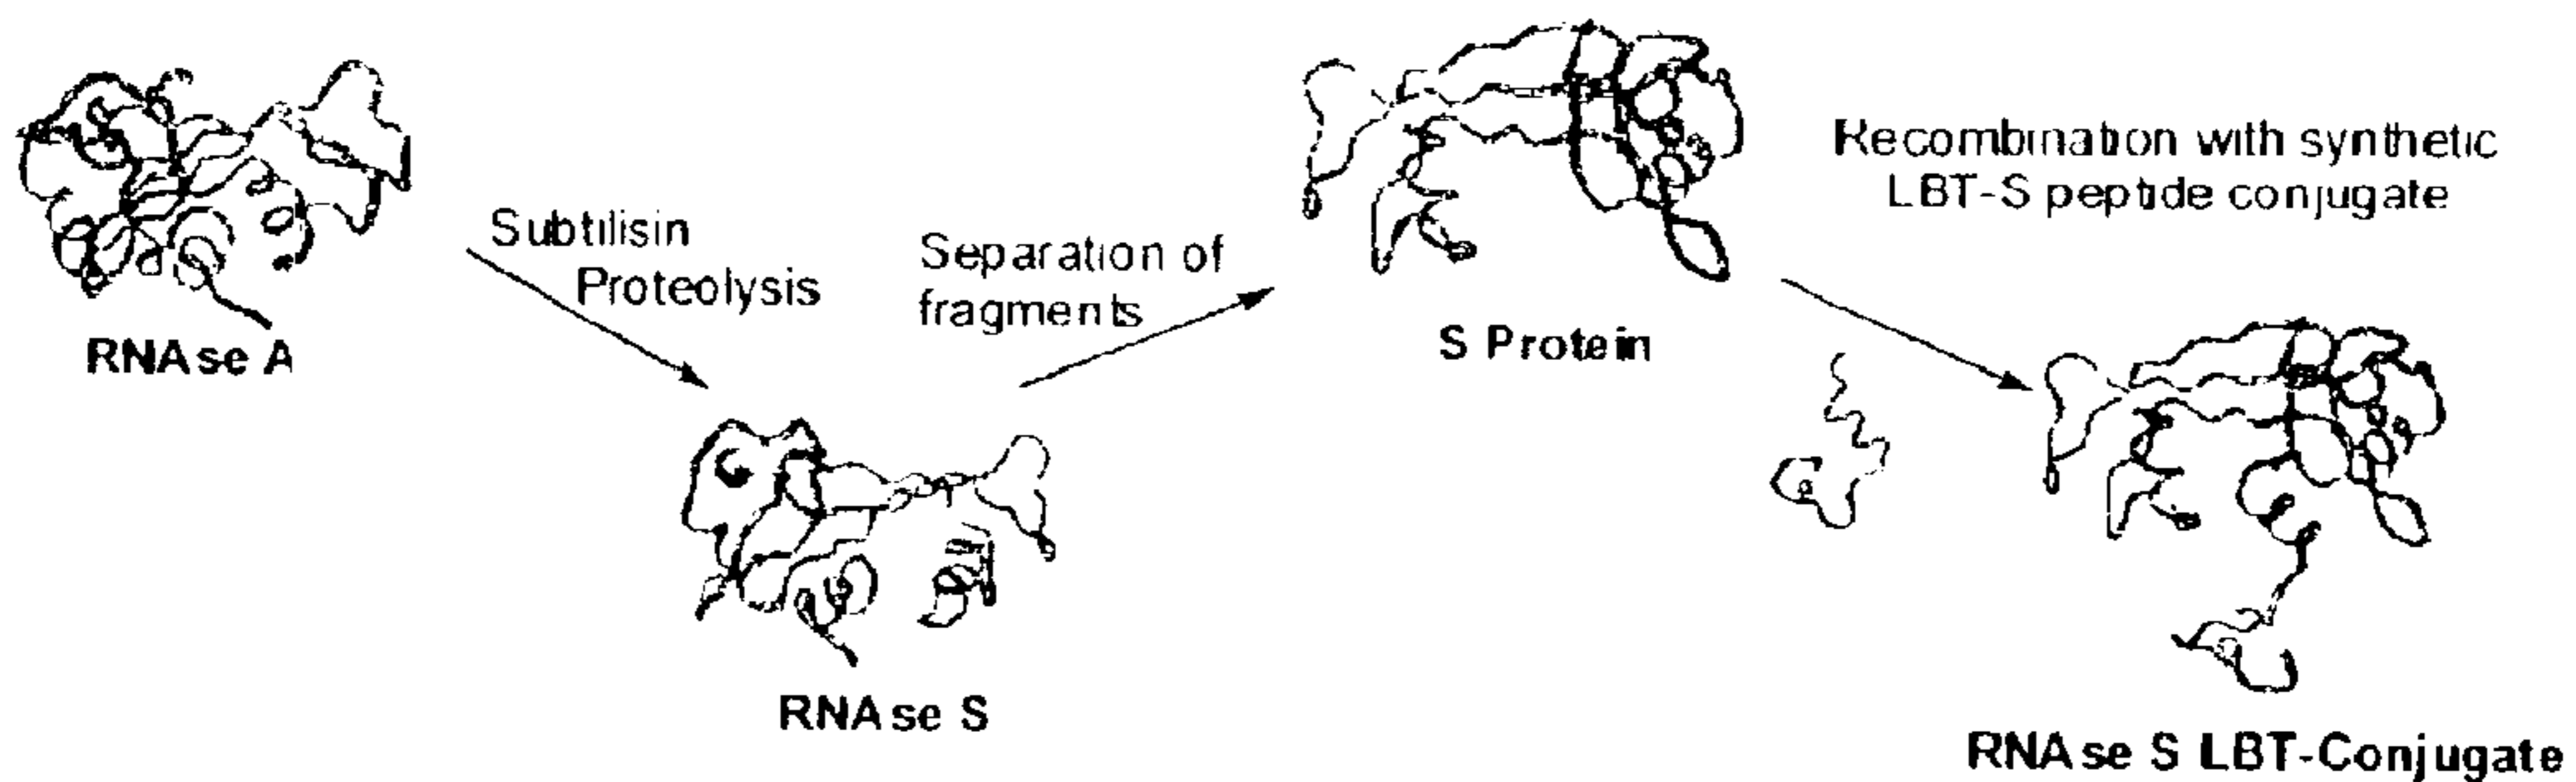 RNAse A
Subtilisin
Proteolysis
RNAse S
Separation of
fragments
S Protein
Recombination with synthetic
LBT-S peptide conjugate
RNAse S LBT-Conjugate